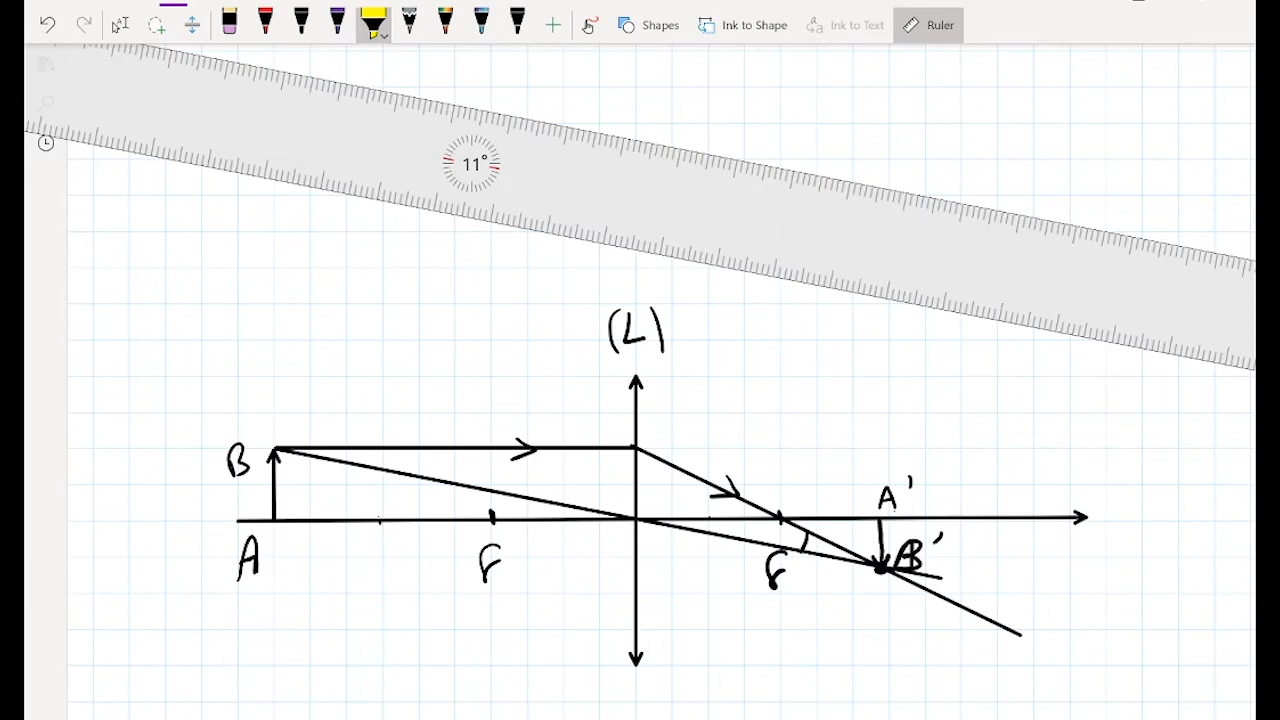 Shapes Ink to Shape Ink to Text Ruler
11°
(L)
B
A'
A F F B'